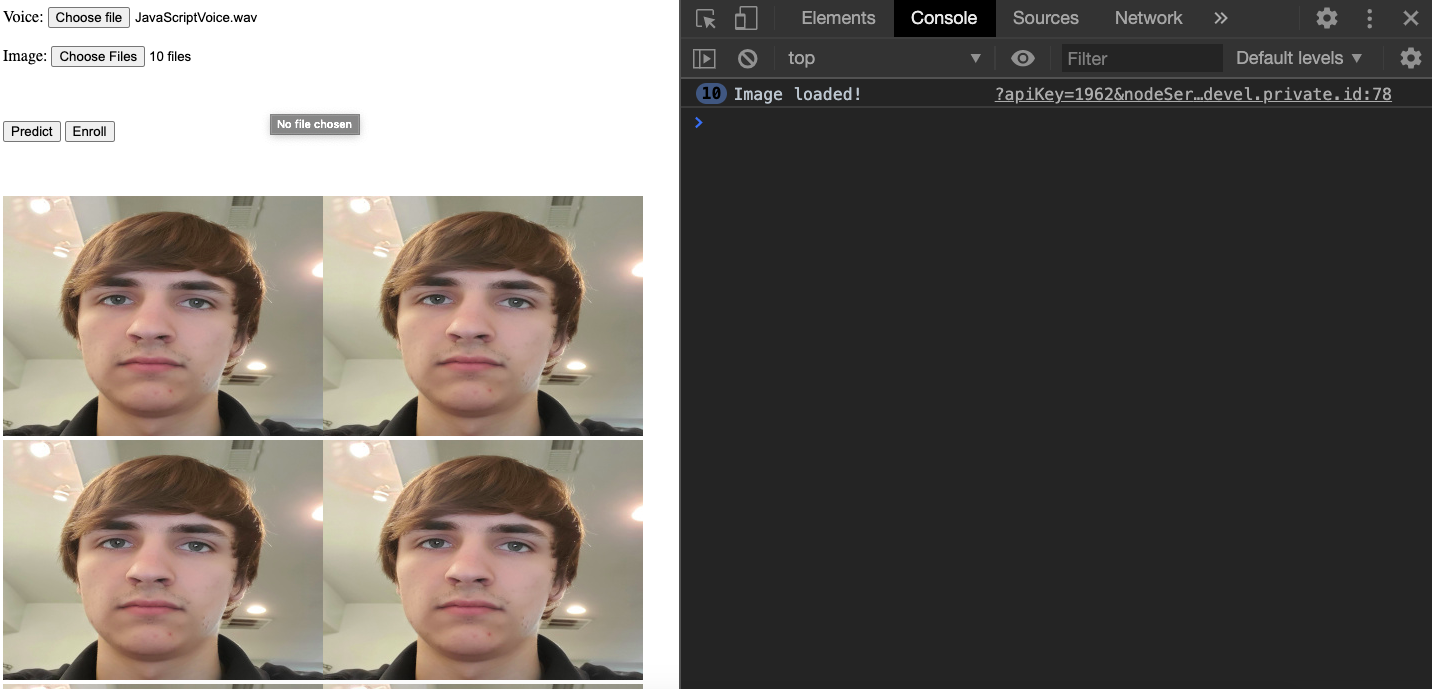 Voice: Choose file JavaScriptVoice.wav
Image: Choose Files 10 files
Predict Enroll
No file chosen
Elements Console Sources Network
top Filter Default levels
10 Image loaded! ?apiKey=1962&nodeSer…devel.private.id:78